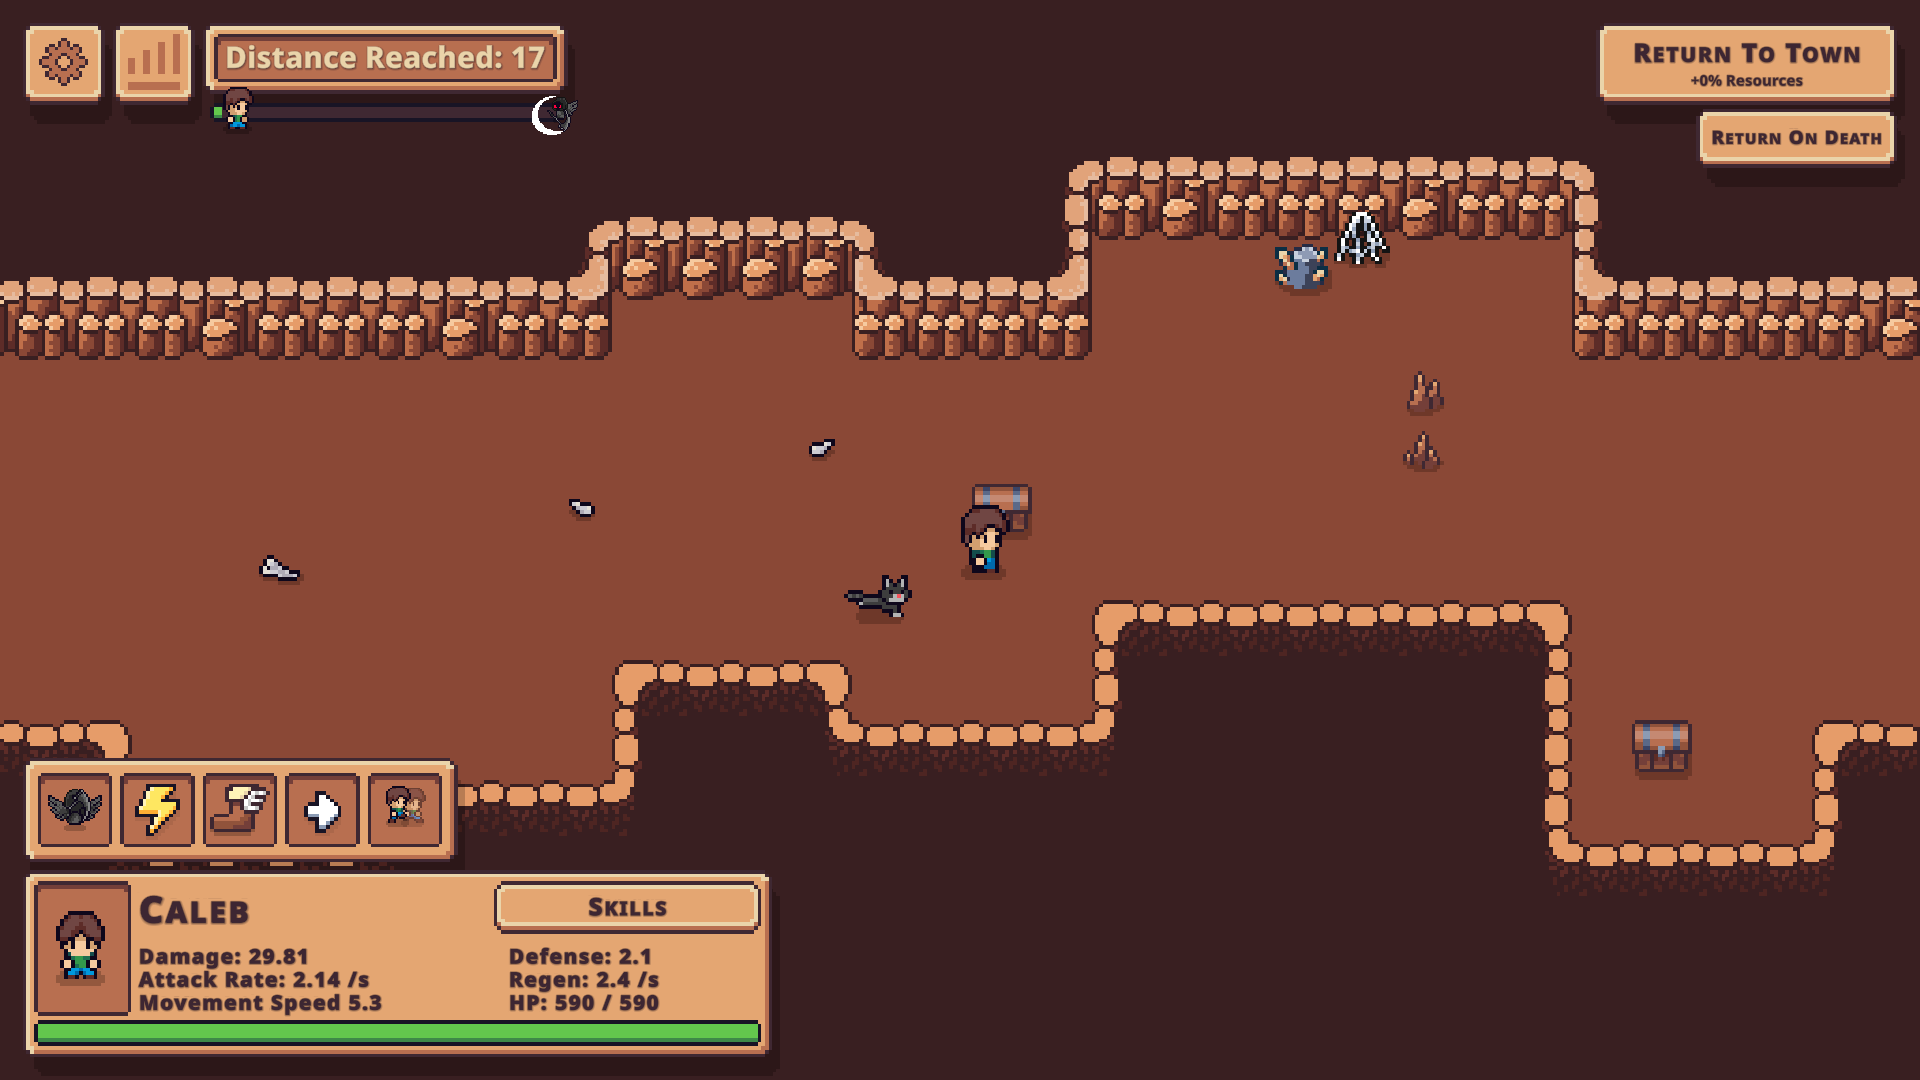 Distance Reached: 17
Return To Town
+0% Resources
Return On Death
Caleb
Skills
Damage: 29.81
Attack Rate: 2.14 /s
Movement Speed 5.3
Defense: 2.1
Regen: 2.4 /s
HP: 590 / 590